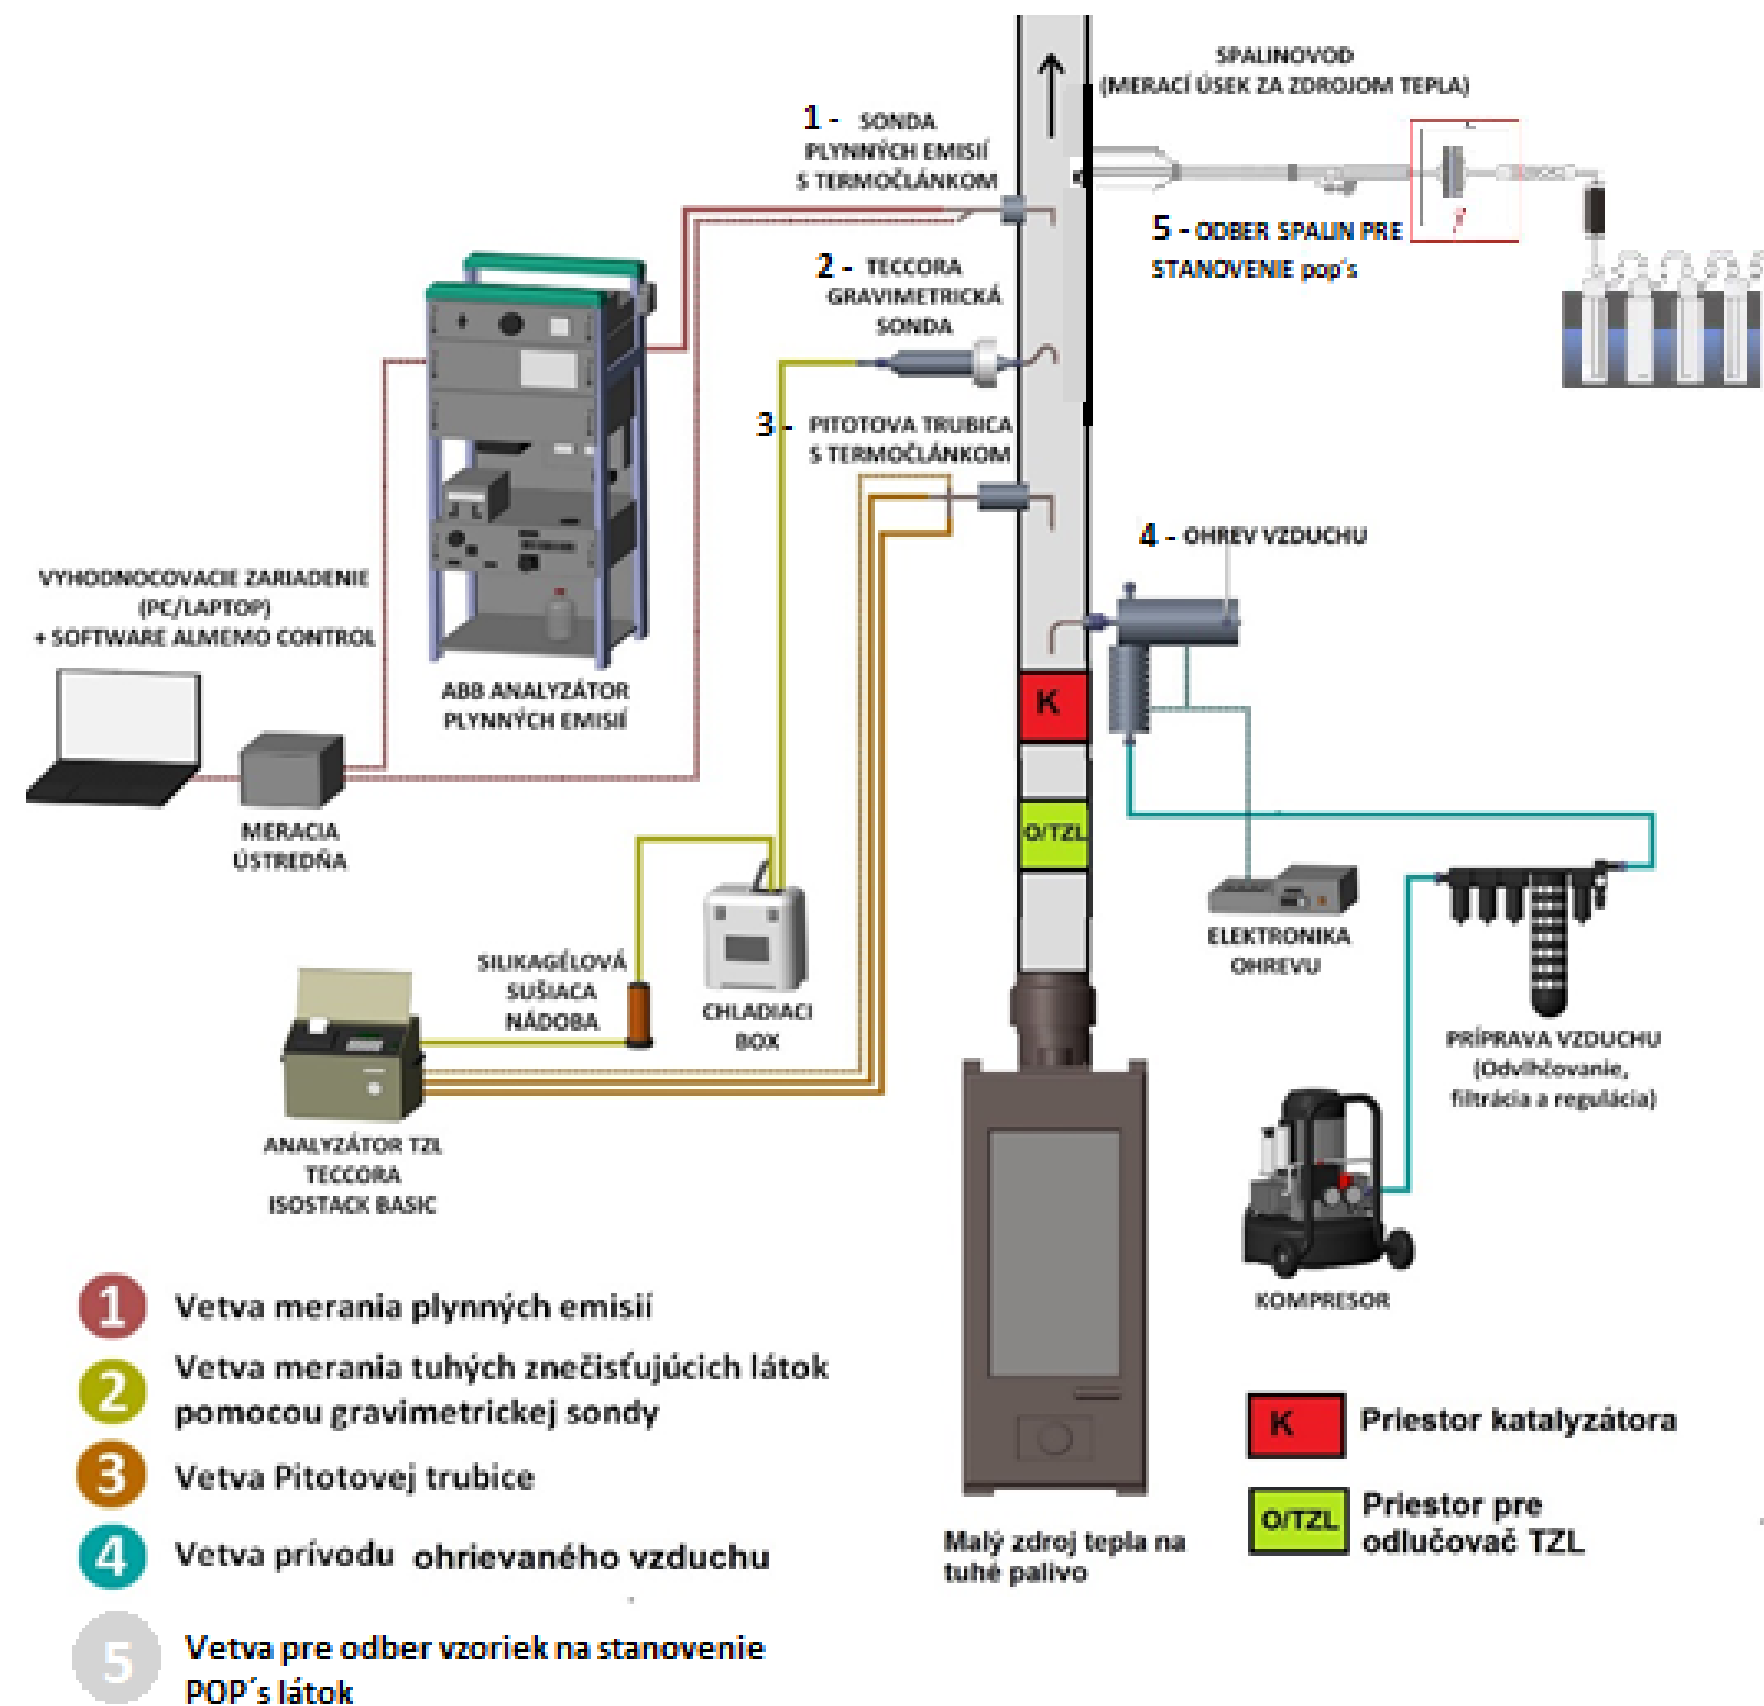 SPALINOVOD
(MERACÍ ÚSEK ZA ZDROJOM TEPLA)
1 - SONDA
PLYNNÝCH EMISIÍ
S TERMOČLÁNKOM
5 - ODBER SPALIN PRE
STANOVENIE pop's
2 - TECCORA
GRAVIMETRICKÁ
SONDA
3 - PITOTOVA TRUBICA
S TERMOČLÁNKOM
4 - OHREV VZDUCHU
VYHODNOCOVACIE ZARIADENIE
(PC/LAPTOP)
+ SOFTWARE ALMEMO CONTROL
ABB ANALYZÁTOR
PLYNNÝCH EMISIÍ
K
O/TZL
MERACIA
ÚSTREDŇA
ELEKTRONIKA
OHREVU
SILIKAGÉLOVÁ
SUŠIACA
NÁDOBA
CHLADIACI
BOX
PRÍPRAVA VZDUCHU
(Odvlhčovanie,
filtrácia a regulácia)
ANALYZÁTOR TZL
TECCORA
ISOSTACK BASIC
KOMPRESOR
1 Vetva merania plynných emisií
2 Vetva merania tuhých znečisťujúcich látok
pomocou gravimetrickej sondy
3 Vetva Pitotovej trubice
4 Vetva prívodu ohrievaného vzduchu
5 Vetva pre odber vzoriek na stanovenie
POP´s látok
K Priestor katalyzátora
O/TZL Priestor pre
odlučovač TZL
Malý zdroj tepla na
tuhé palivo